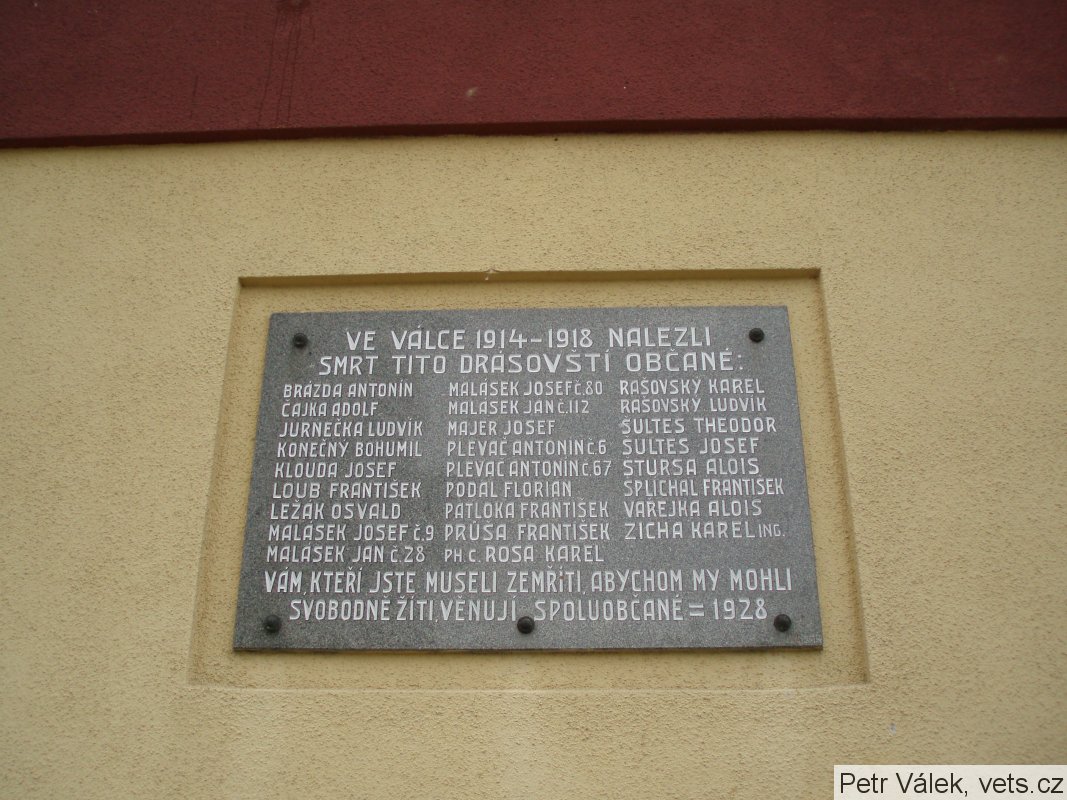 VE VÁLCE 1914-1918 NALEZLI
SMRT TITO DRÁSOVŠTÍ OBČANÉ:
BRÁZDA ANTONÍN
ČAJKA ADOLF
JURNEČKA LUDVÍK
KONEČNÝ BOHUMIL
KLOUDA JOSEF
LOUB FRANTIŠEK
LEŽÁK OSVALD
MALÁSEK JOSEF č.9
MALÁSEK JAN č.28
MALÁSEK JOSEF č.80
MALÁSEK JAN č.112
MAJER JOSEF
PLEVAČ ANTONÍN č.6
PLEVAČ ANTONÍN č.67
PODAL FLORIAN
PATLOKA FRANTIŠEK
PRŮŠA FRANTIŠEK
PH.C. ROSA KAREL
RAŠOVSKÝ KAREL
RAŠOVSKÝ LUDVÍK
ŠULTES THEODOR
ŠULTES JOSEF
ŠTURSA ALOIS
ŠPLÍCHAL FRANTIŠEK
VAŘEJKA ALOIS
ZICHA KAREL ING.
VÁM, KTEŘÍ JSTE MUSELI ZEMŘÍTI, ABYCHOM MY MOHLI
SVOBODNĚ ŽÍTI, VĚNUJÍ SPOLUOBČANÉ = 1928
Petr Válek, vets.cz